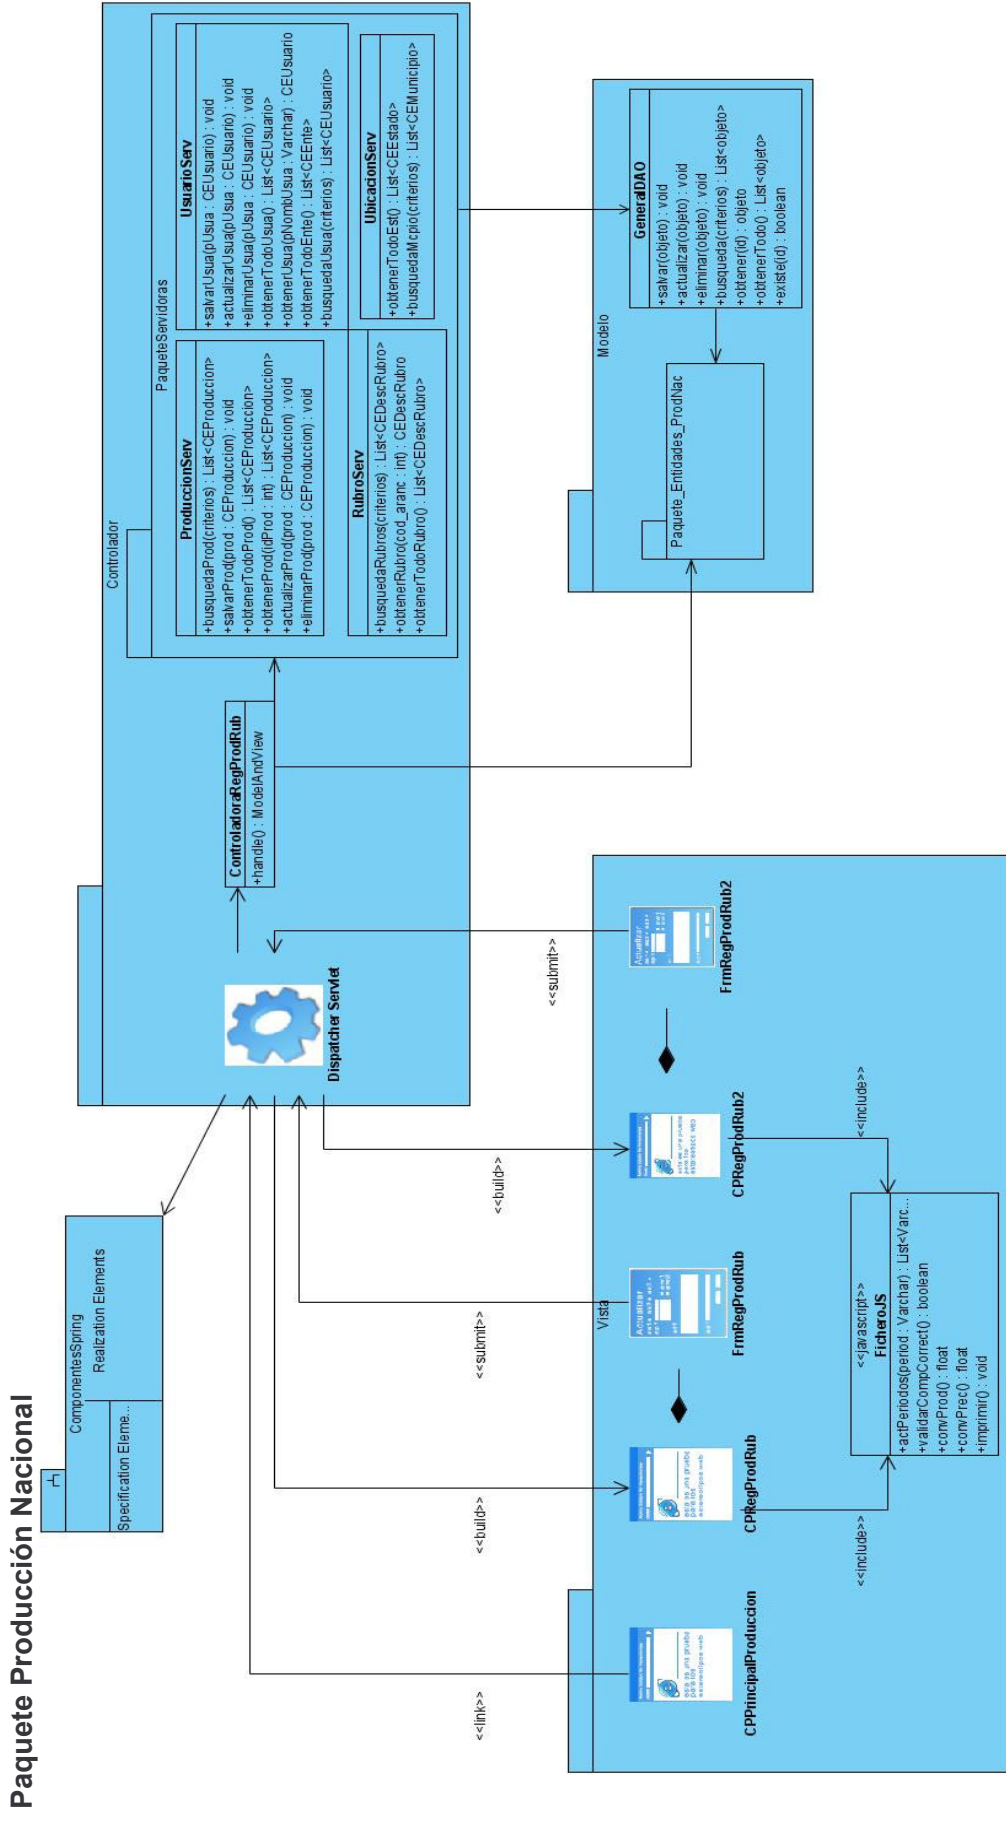 Paquete Producción Nacional
ComponentesSpring
Specification Eleme...
Realization Elements
Controlador
Dispatcher Servlet
ControladoraRegProdRub
+handle() : ModelAndView
PaqueteServidoras
ProduccionServ
+busquedaProd(criterios) : List<CEProduccion>
+salvarProd(prod : CEProduccion) : void
+obtenerTodoProd() : List<CEProduccion>
+obtenerProd(idProd : int) : List<CEProduccion>
+actualizarProd(prod : CEProduccion) : void
+eliminarProd(prod : CEProduccion) : void
UsuarioServ
+salvarUsua(pUsua : CEUsuario) : void
+actualizarUsua(pUsua : CEUsuario) : void
+eliminarUsua(pUsua : CEUsuario) : void
+obtenerTodoUsua() : List<CEUsuario>
+obtenerUsua(pNombUsua : Varchar) : CEUsuario
+obtenerTodoEnte() : List<CEEnte>
+busquedaUsua(criterios) : List<CEUsuario>
RubroServ
+busquedaRubros(criterios) : List<CEDescRubro>
+obtenerRubro(cod_aranc : int) : CEDescRubro
+obtenerTodoRubro() : List<CEDescRubro>
UbicacionServ
+obtenerTodoEst() : List<CEEstado>
+busquedaMcpio(criterios) : List<CEMunicipio>
<<link>>
<<build>>
<<submit>>
<<build>>
<<submit>>
Vista
CPPrincipalProduccion
CPRegProdRub
FrmRegProdRub
CPRegProdRub2
FrmRegProdRub2
Actualizar
Actualizar
<<include>>
<<include>>
<<javascript>>
FicheroJS
+actPeriodos(period : Varchar) : List<Varc...
+validarCompCorrect() : boolean
+convProd() : float
+convPrec() : float
+imprimir() : void
Modelo
Paquete_Entidades_ProdNac
GeneralDAO
+salvar(objeto) : void
+actualizar(objeto) : void
+eliminar(objeto) : void
+busqueda(criterios) : List<objeto>
+obtener(id) : objeto
+obtenerTodo() : List<objeto>
+existe(id) : boolean